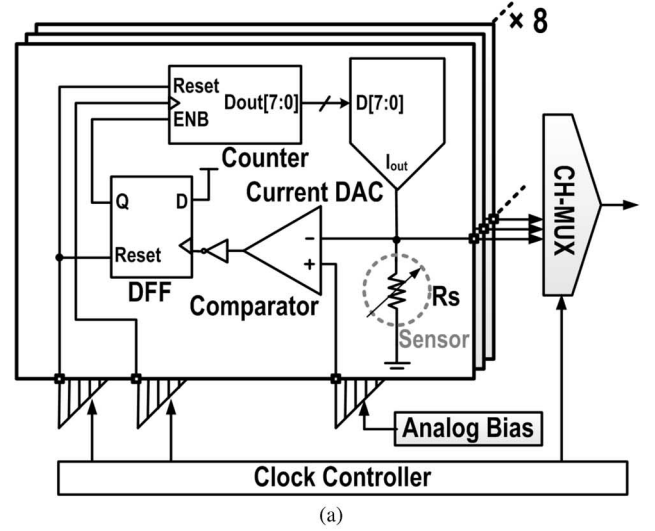 × 8
Reset
Dout[7:0]
D[7:0]
ENB
Counter
Iout
Current DAC
CH-MUX
Q
D
Reset
DFF
−
+
Comparator
Rs
Sensor
Analog Bias
Clock Controller
(a)